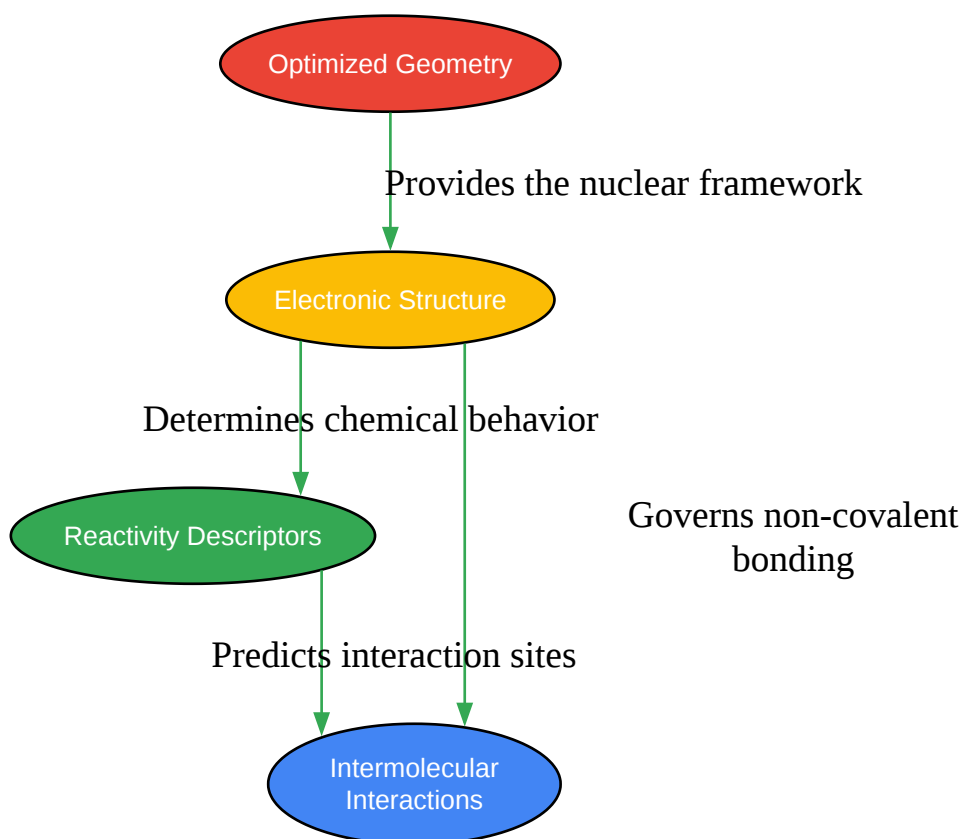 Optimized Geometry
Provides the nuclear framework
Electronic Structure
Determines chemical behavior
Governs non-covalent
bonding
Reactivity Descriptors
Predicts interaction sites
Intermolecular
Interactions